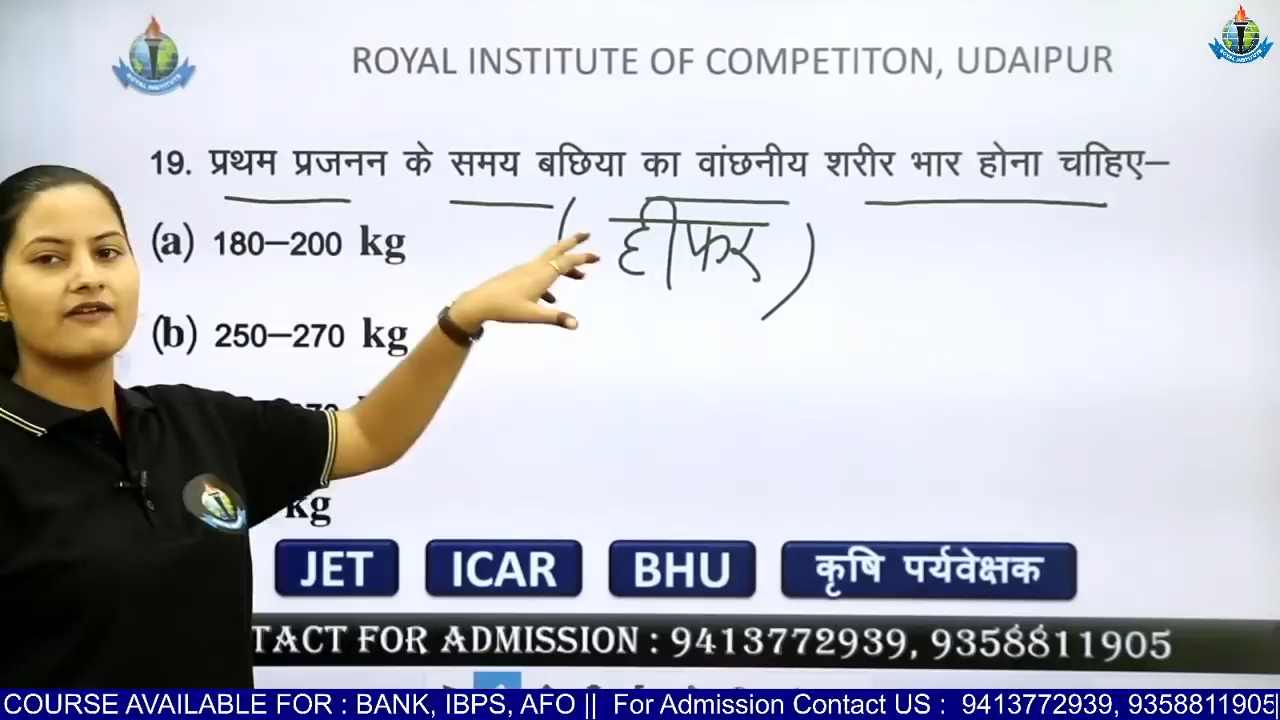 ROYAL INSTITUTE OF COMPETITON, UDAIPUR
19. प्रथम प्रजनन के समय बछिया का वांछनीय शरीर भार होना चाहिए–
(हीफर)
(a) 180–200 kg
(b) 250–270 kg
kg
JET ICAR BHU कृषि पर्यवेक्षक
TACT FOR ADMISSION : 9413772939, 9358811905
COURSE AVAILABLE FOR : BANK, IBPS, AFO || For Admission Contact US : 9413772939, 9358811905